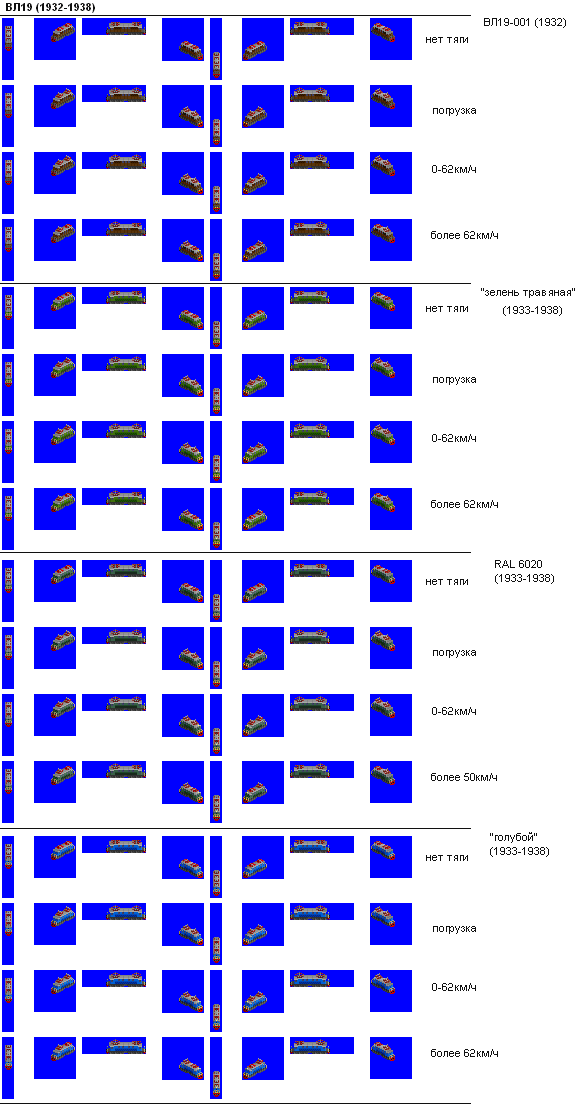 ВЛ19 (1932-1938)
ВЛ19-001 (1932)
нет тяги
погрузка
0-62км/ч
более 62км/ч
"зелень травяная"
(1933-1938)
нет тяги
погрузка
0-62км/ч
более 62км/ч
RAL 6020
(1933-1938)
нет тяги
погрузка
0-62км/ч
более 50км/ч
"голубой"
(1933-1938)
нет тяги
погрузка
0-62км/ч
более 62км/ч